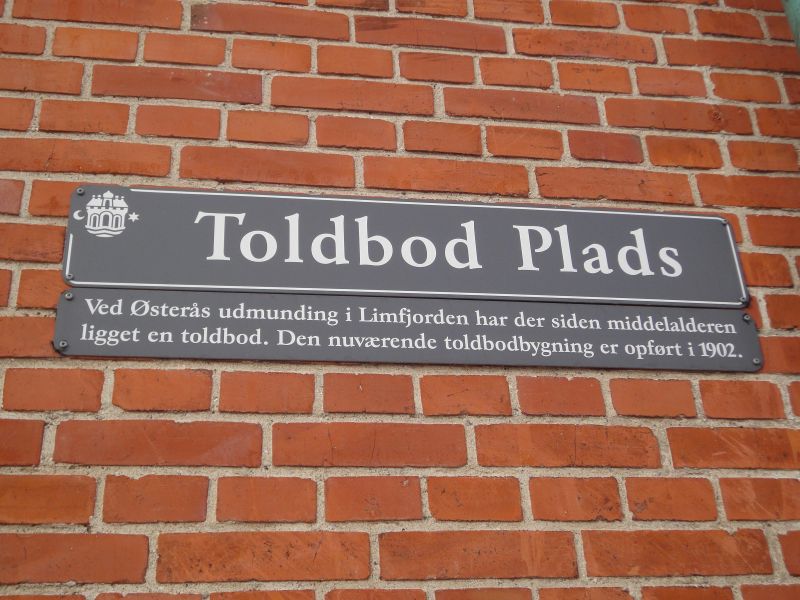 Toldbod Plads
Ved Østerås udmunding i Limfjorden har der siden middelalderen
ligget en toldbod. Den nuværende toldbodbygning er opført i 1902.